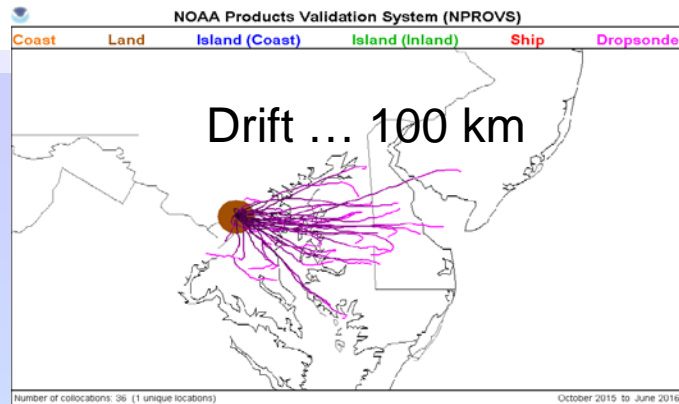 NOAA Products Validation System (NPROVS)
Coast Land Island (Coast) Island (Inland) Ship Dropsonde
Drift ... 100 km
Number of collocations: 36 (1 unique locations) October 2015 to June 2016